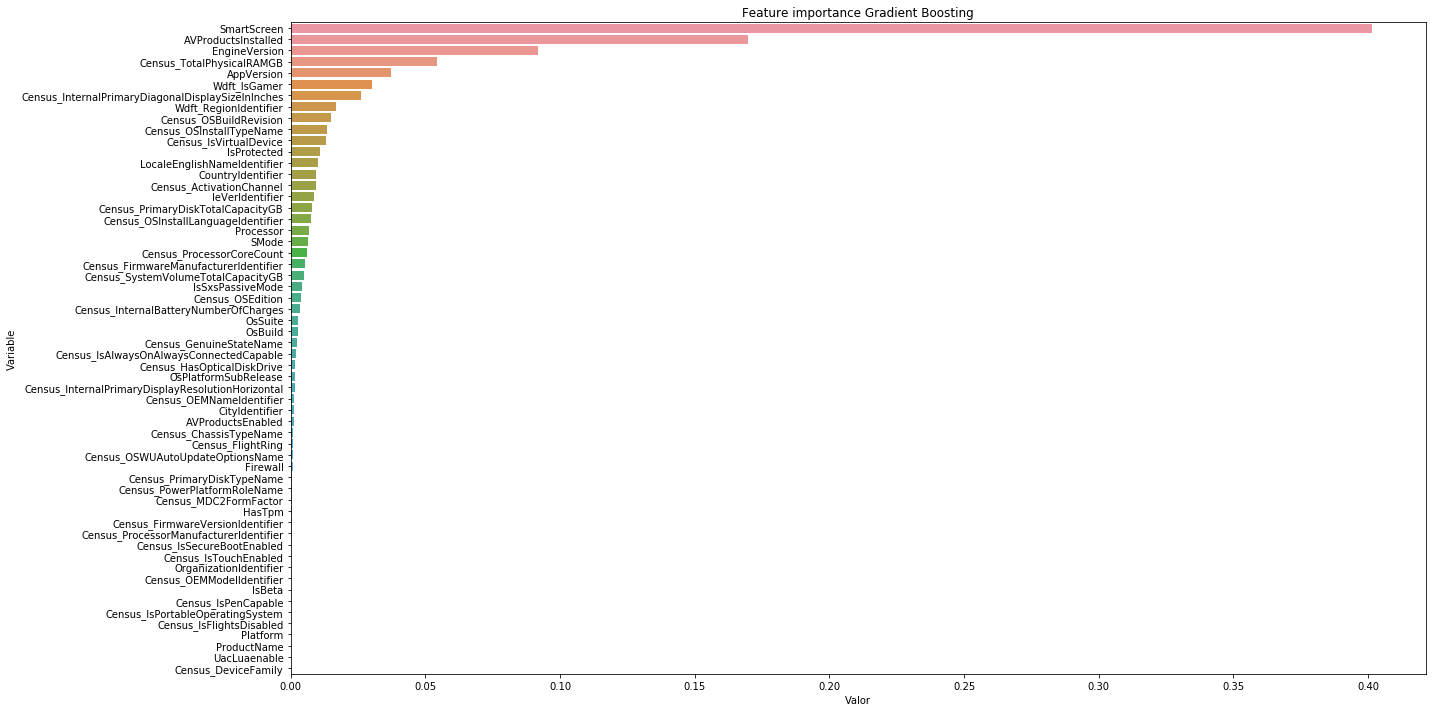 Feature importance Gradient Boosting
SmartScreen
AVProductsInstalled
EngineVersion
Census_TotalPhysicalRAMGB
AppVersion
Wdft_IsGamer
Census_InternalPrimaryDiagonalDisplaySizeInInches
Wdft_RegionIdentifier
Census_OSBuildRevision
Census_OSInstallTypeName
Census_IsVirtualDevice
IsProtected
LocaleEnglishNameIdentifier
CountryIdentifier
Census_ActivationChannel
IeVerIdentifier
Census_PrimaryDiskTotalCapacityGB
Census_OSInstallLanguageIdentifier
Processor
SMode
Census_ProcessorCoreCount
Census_FirmwareManufacturerIdentifier
Census_SystemVolumeTotalCapacityGB
IsSxsPassiveMode
Census_OSEdition
Census_InternalBatteryNumberOfCharges
OsSuite
OsBuild
Census_GenuineStateName
Census_IsAlwaysOnAlwaysConnectedCapable
Census_HasOpticalDiskDrive
OsPlatformSubRelease
Census_InternalPrimaryDisplayResolutionHorizontal
Census_OEMNameIdentifier
CityIdentifier
AVProductsEnabled
Census_ChassisTypeName
Census_FlightRing
Census_OSWUAutoUpdateOptionsName
Firewall
Census_PrimaryDiskTypeName
Census_PowerPlatformRoleName
Census_MDC2FormFactor
HasTpm
Census_FirmwareVersionIdentifier
Census_ProcessorManufacturerIdentifier
Census_IsSecureBootEnabled
Census_IsTouchEnabled
OrganizationIdentifier
Census_OEMModelIdentifier
IsBeta
Census_IsPenCapable
Census_IsPortableOperatingSystem
Census_IsFlightsDisabled
Platform
ProductName
UacLuaenable
Census_DeviceFamily
Variable
0.00 0.05 0.10 0.15 0.20 0.25 0.30 0.35 0.40
Valor